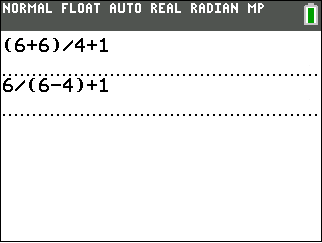 NORMAL FLOAT AUTO REAL RADIAN MP
(6+6)/4+1
6/(6-4)+1